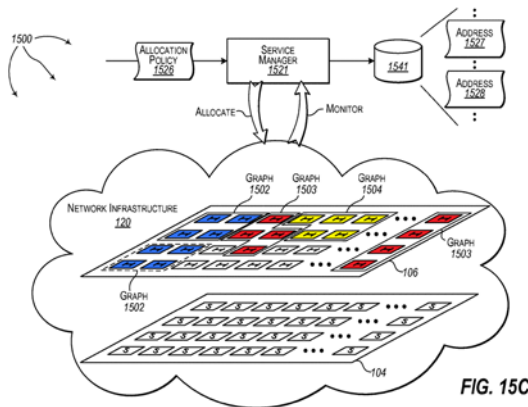 1500
ALLOCATION
POLICY
1526
SERVICE
MANAGER
1521
1541
ADDRESS
1527
ADDRESS
1528
ALLOCATE
MONITOR
GRAPH
1502
GRAPH
1503
GRAPH
1504
NETWORK INFRASTRUCTURE
120
H H H H H H H
H H H H H H H
H H H H H H H
H H H H H H H
GRAPH
1503
106
GRAPH
1502
S S S S S S S S
S S S S S S S S
S S S S S S S S
S S S S S S S S
104
FIG. 15C